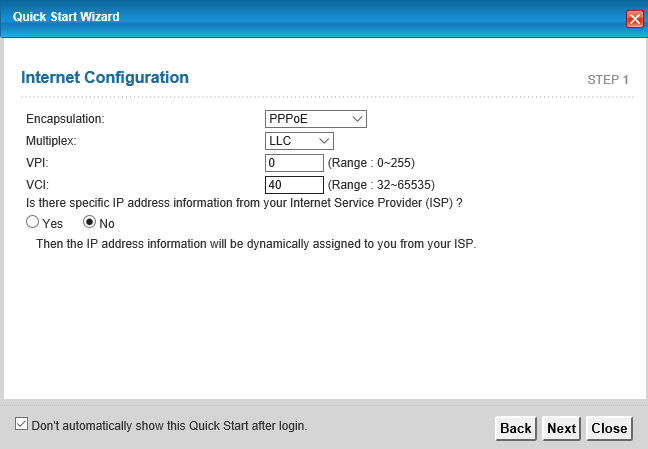 Quick Start Wizard
Internet Configuration STEP 1
Encapsulation: PPPoE
Multiplex: LLC
VPI: 0 (Range : 0~255)
VCI: 40 (Range : 32~65535)
Is there specific IP address information from your Internet Service Provider (ISP) ?
Yes No
Then the IP address information will be dynamically assigned to you from your ISP.
Don't automatically show this Quick Start after login. Back Next Close